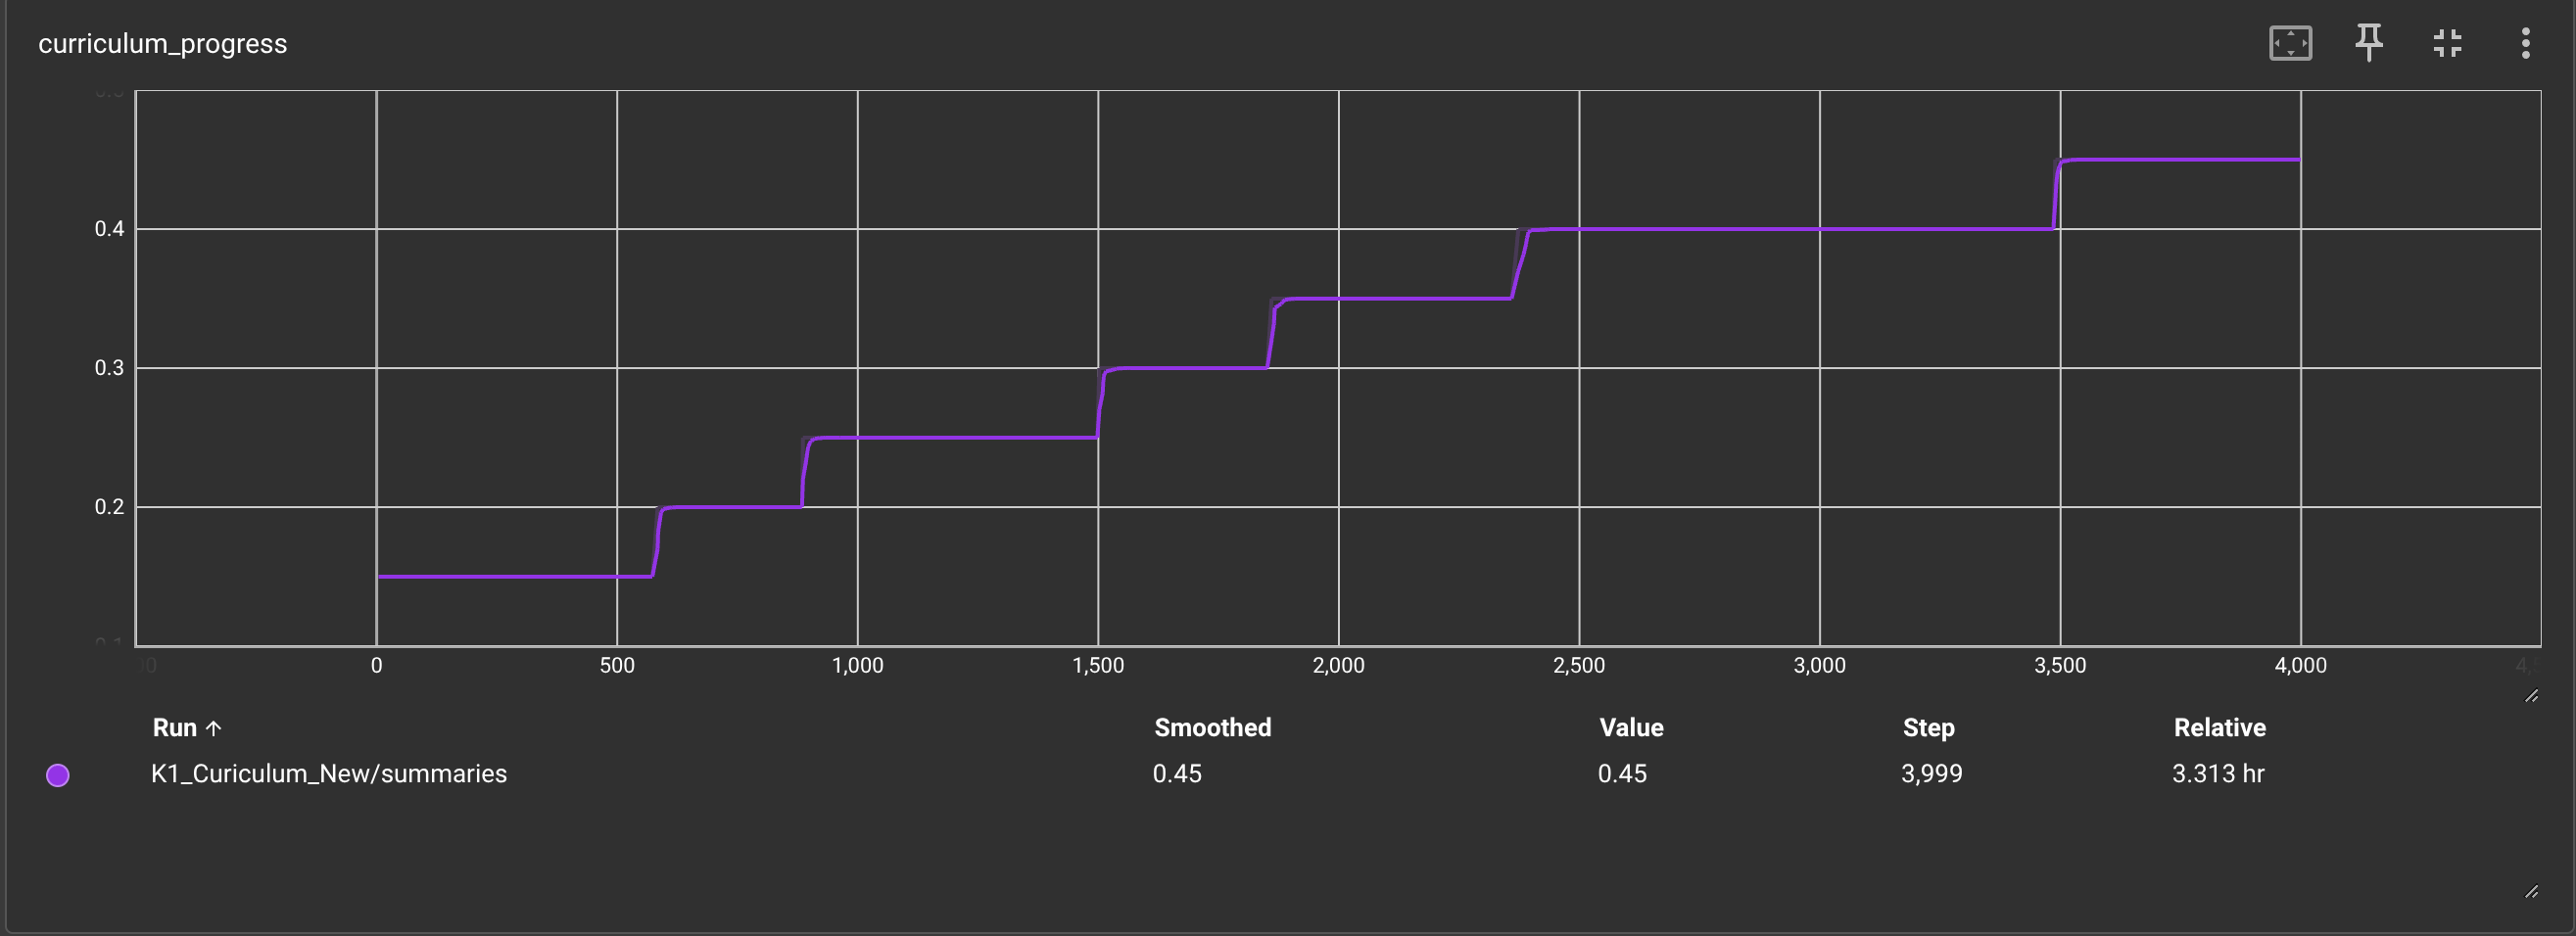 curriculum_progress
0.4
0.3
0.2
0 500 1,000 1,500 2,000 2,500 3,000 3,500 4,000
Run ↑ Smoothed Value Step Relative
K1_Curiculum_New/summaries 0.45 0.45 3,999 3.313 hr